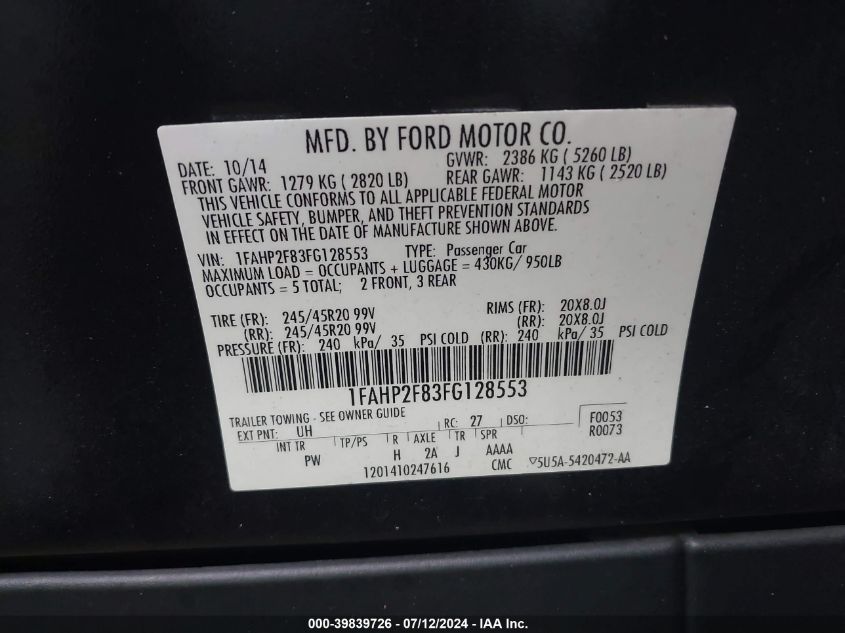 MFD. BY FORD MOTOR CO.
DATE: 10/14 GVWR: 2386 KG ( 5260 LB)
FRONT GAWR: 1279 KG ( 2820 LB) REAR GAWR: 1143 KG ( 2520 LB)
THIS VEHICLE CONFORMS TO ALL APPLICABLE FEDERAL MOTOR
VEHICLE SAFETY, BUMPER, AND THEFT PREVENTION STANDARDS
IN EFFECT ON THE DATE OF MANUFACTURE SHOWN ABOVE.
VIN: 1FAHP2F83FG128553 TYPE: Passenger Car
MAXIMUM LOAD = OCCUPANTS + LUGGAGE = 430KG/ 950LB
OCCUPANTS = 5 TOTAL; 2 FRONT, 3 REAR
TIRE (FR): 245/45R20 99V RIMS (FR): 20X8.0J
(RR): 245/45R20 99V (RR): 20X8.0J
PRESSURE (FR): 240 kPa/ 35 PSI COLD (RR): 240 kPa/ 35 PSI COLD
1FAHP2F83FG128553
TRAILER TOWING - SEE OWNER GUIDE
EXT PNT: UH RC: 27 DSO: F0053
R0073
INT TR TP/PS R AXLE TR SPR
PW H 2A J AAAA
1201410247616 CMC ▽5U5A-5420472-AA
000-39839726 - 07/12/2024 - IAA Inc.